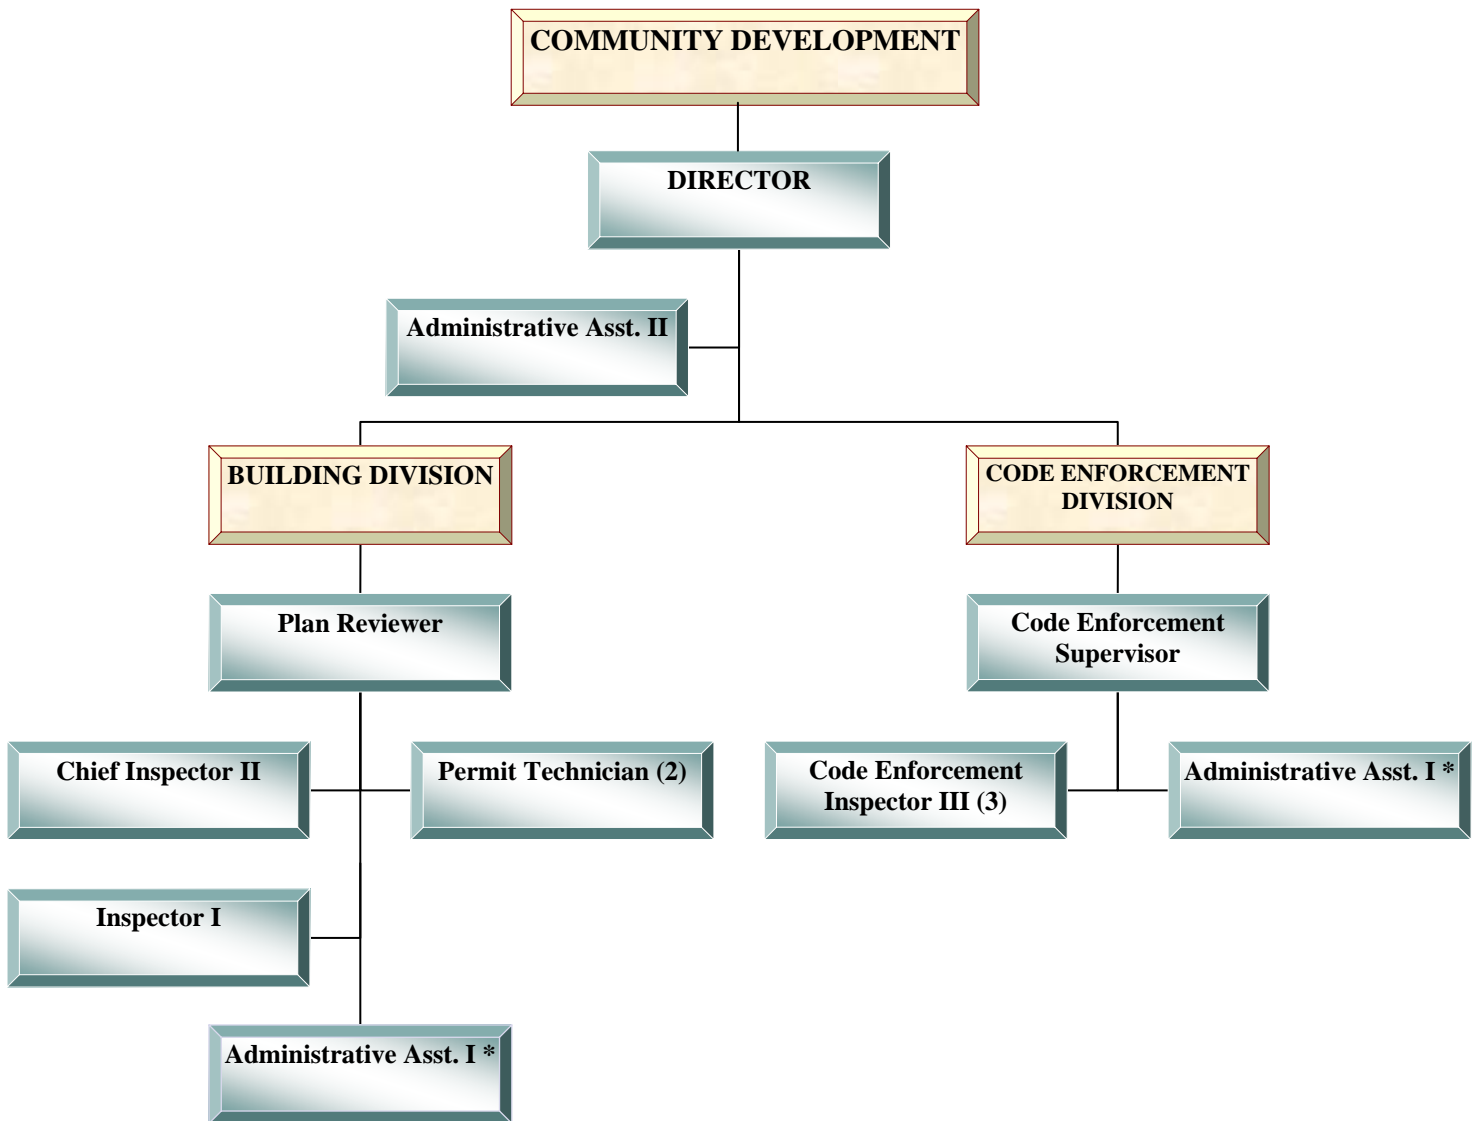 COMMUNITY DEVELOPMENT
DIRECTOR
Administrative Asst. II
BUILDING DIVISION
CODE ENFORCEMENT
DIVISION
Plan Reviewer
Code Enforcement
Supervisor
Chief Inspector II
Permit Technician (2)
Code Enforcement
Inspector III (3)
Administrative Asst. I *
Inspector I
Administrative Asst. I *